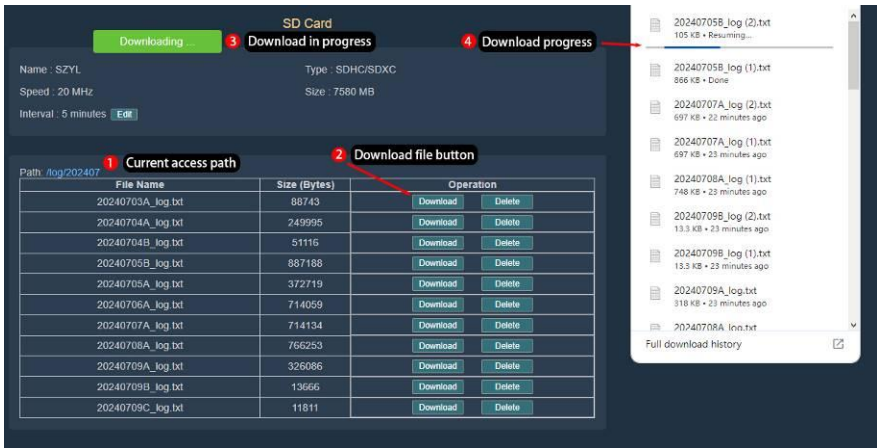 SD Card
Downloading ...
3 Download in progress
4 Download progress
Name : SZYL
Type : SDHC/SDXC
Speed : 20 MHz
Size : 7580 MB
Interval : 5 minutes Edit
1 Current access path
2 Download file button
Path: /log/202407
File Name Size (Bytes) Operation
20240703A_log.txt 88743 Download Delete
20240704A_log.txt 249995 Download Delete
20240704B_log.txt 51116 Download Delete
20240705B_log.txt 887188 Download Delete
20240705A_log.txt 372719 Download Delete
20240706A_log.txt 714059 Download Delete
20240707A_log.txt 714134 Download Delete
20240708A_log.txt 766253 Download Delete
20240709A_log.txt 326086 Download Delete
20240709B_log.txt 13666 Download Delete
20240709C_log.txt 11811 Download Delete
20240705B_log (2).txt
105 KB • Resuming...
20240705B_log (1).txt
866 KB • Done
20240707A_log (2).txt
697 KB • 22 minutes ago
20240707A_log (1).txt
697 KB • 23 minutes ago
20240708A_log (1).txt
748 KB • 23 minutes ago
20240709B_log (2).txt
13.3 KB • 23 minutes ago
20240709B_log (1).txt
13.3 KB • 23 minutes ago
20240709A_log.txt
318 KB • 23 minutes ago
20240708A_log.txt
Full download history